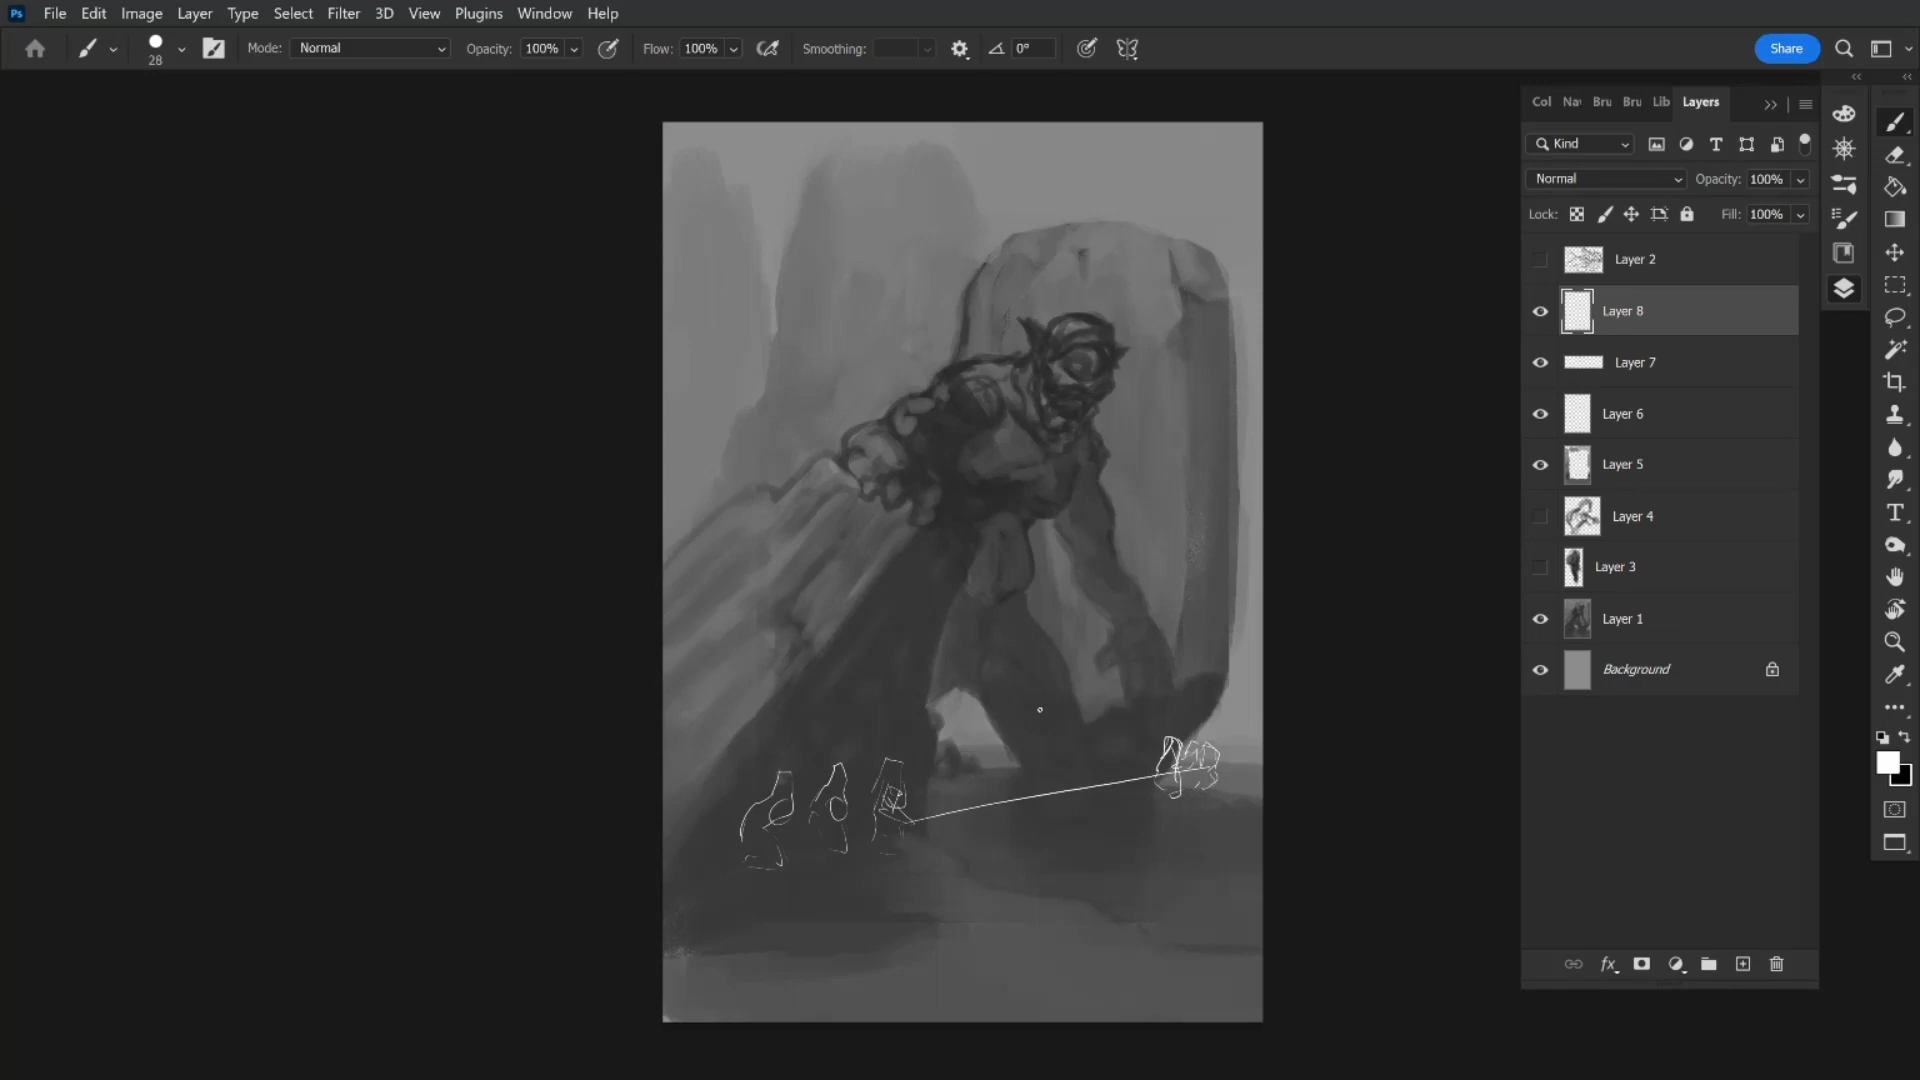 Ps File Edit Image Layer Type Select Filter 3D View Plugins Window Help
28 Mode: Normal Opacity: 100% Flow: 100% Smoothing: 0° Share
Col Na Bru Bru Lib Layers
Kind
Normal Opacity: 100%
Lock: Fill: 100%
Layer 2
Layer 8
Layer 7
Layer 6
Layer 5
Layer 4
Layer 3
Layer 1
Background
fx